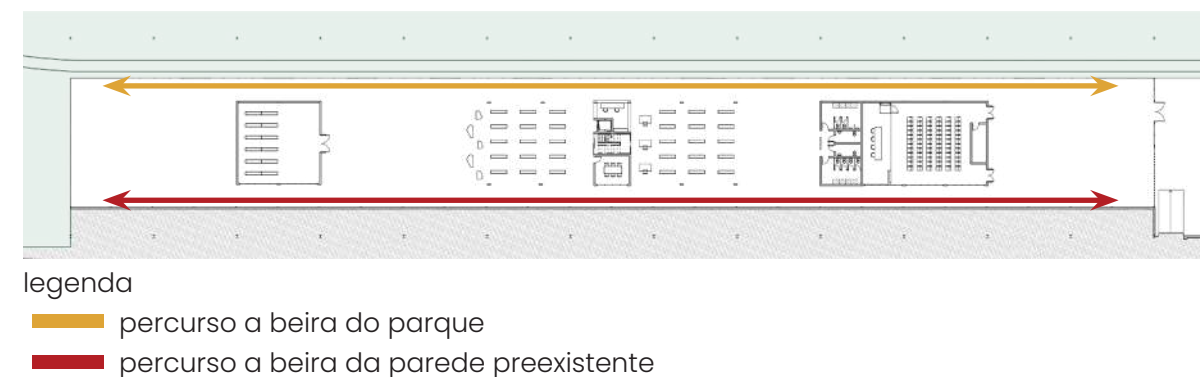 legenda
percurso a beira do parque
percurso a beira da parede preexistente